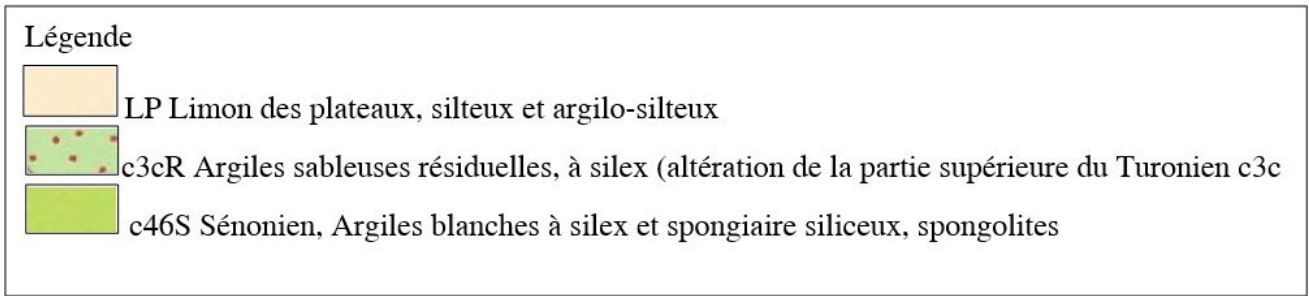 Légende
LP Limon des plateaux, silteux et argilo-silteux
c3cR Argiles sableuses résiduelles, à silex (altération de la partie supérieure du Turonien c3c
c46S Sénonien, Argiles blanches à silex et spongiaire siliceux, spongolites